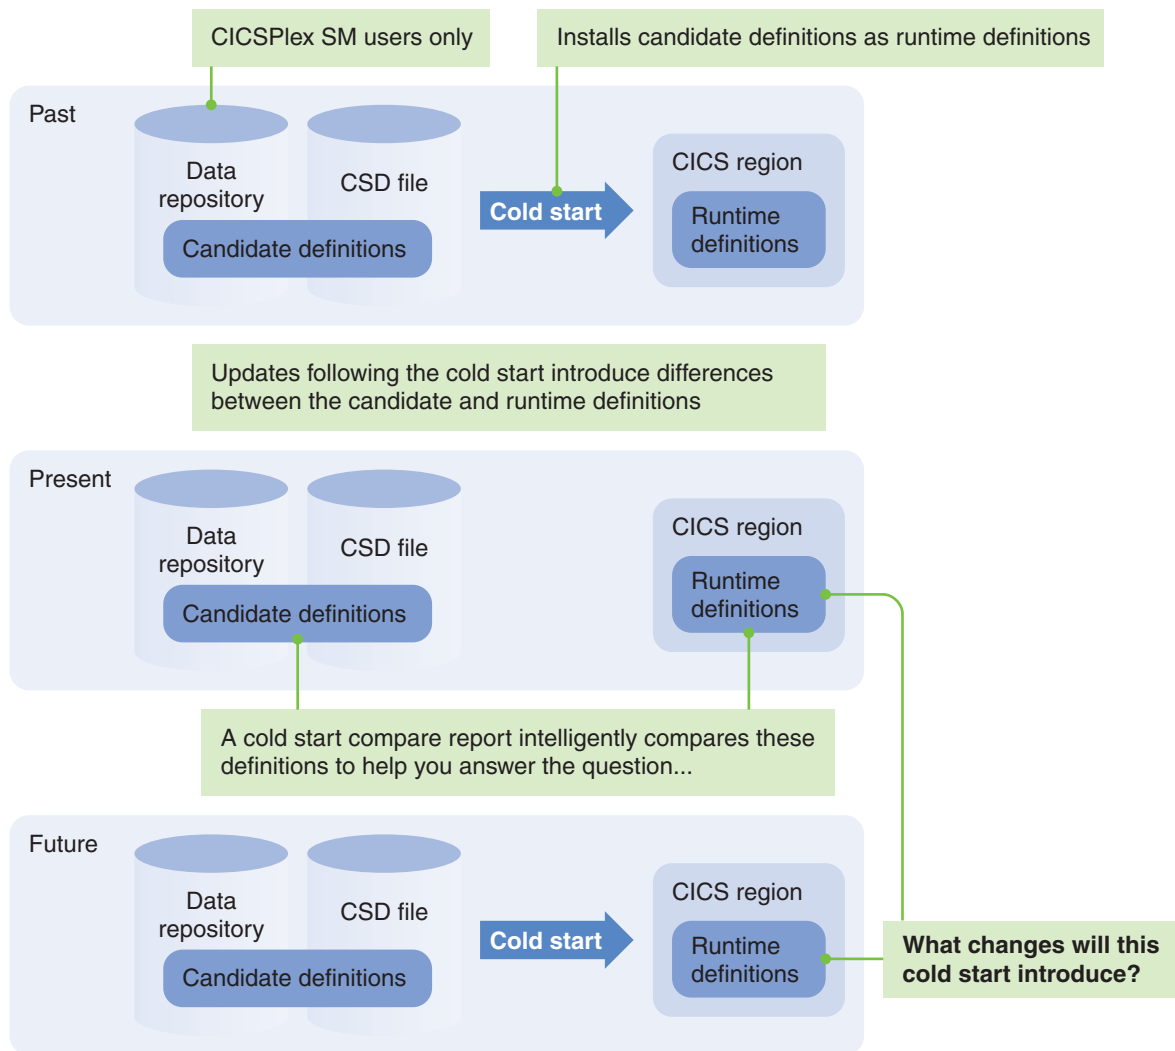 CICSPlex SM users only
Installs candidate definitions as runtime definitions
Past
Data
repository
CSD file
Candidate definitions
Cold start
CICS region
Runtime
definitions
Updates following the cold start introduce differences
between the candidate and runtime definitions
Present
Data
repository
CSD file
Candidate definitions
CICS region
Runtime
definitions
A cold start compare report intelligently compares these
definitions to help you answer the question...
Future
Data
repository
CSD file
Candidate definitions
Cold start
CICS region
Runtime
definitions
What changes will this
cold start introduce?